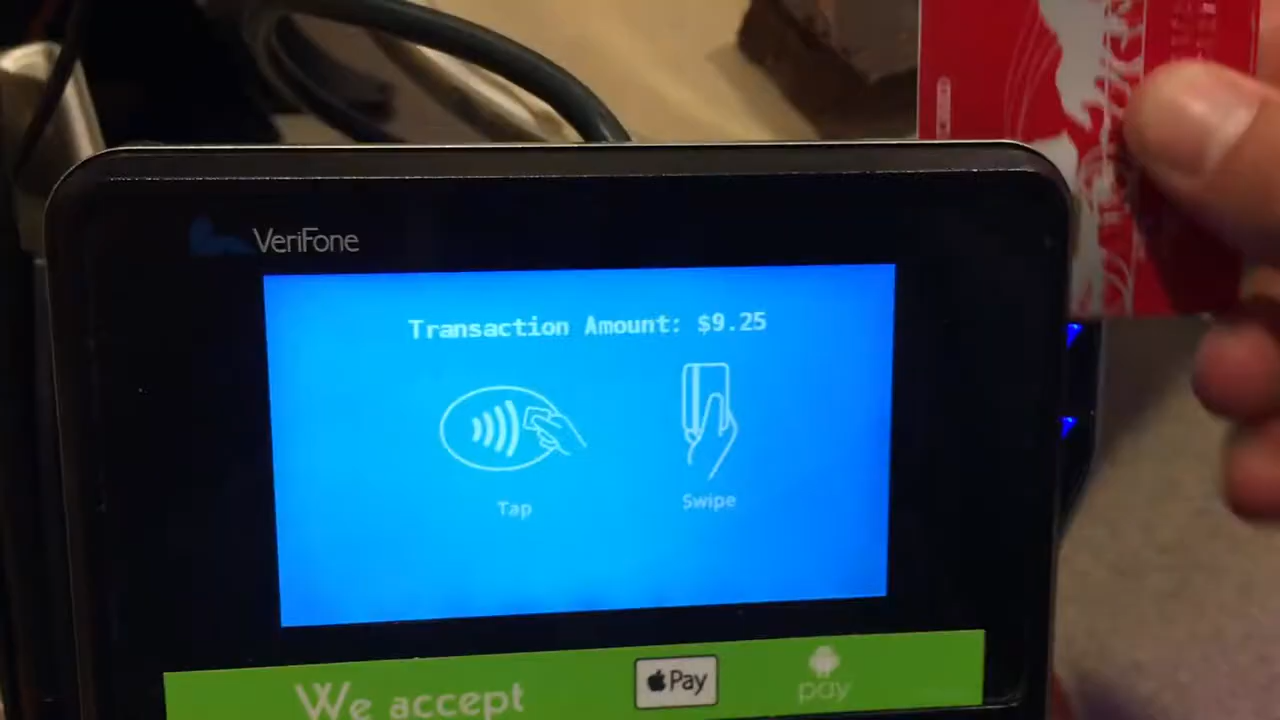 VeriFone
Transaction Amount: $9.25
Tap
Swipe
We accept
Pay
pay